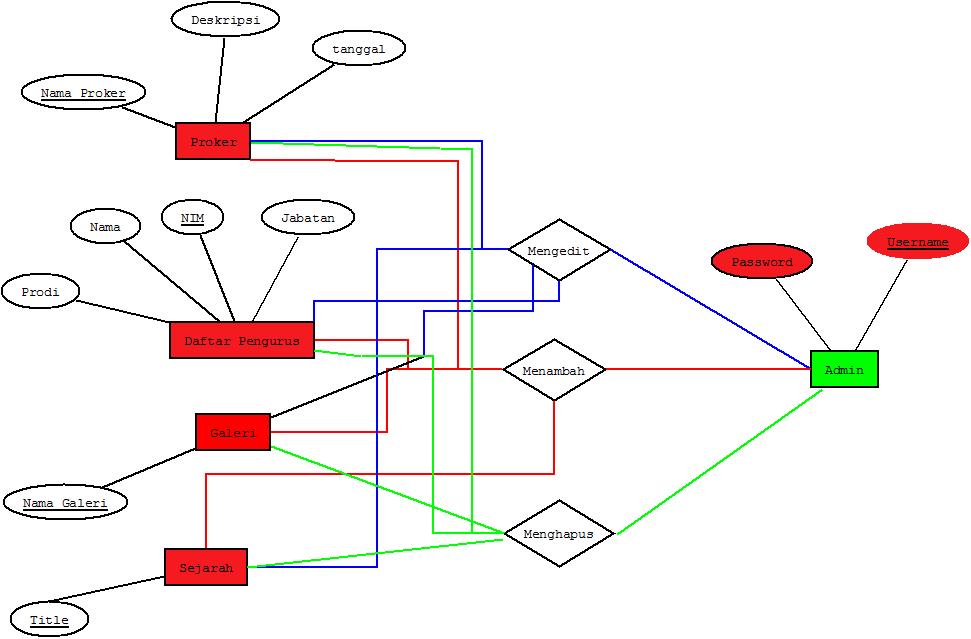 Deskripsi
tanggal
Nama Proker
Proker
Nama
NIM
Jabatan
Prodi
Daftar Pengurus
Mengedit
Password
Username
Menambah
Admin
Galeri
Nama Galeri
Menghapus
Sejarah
Title